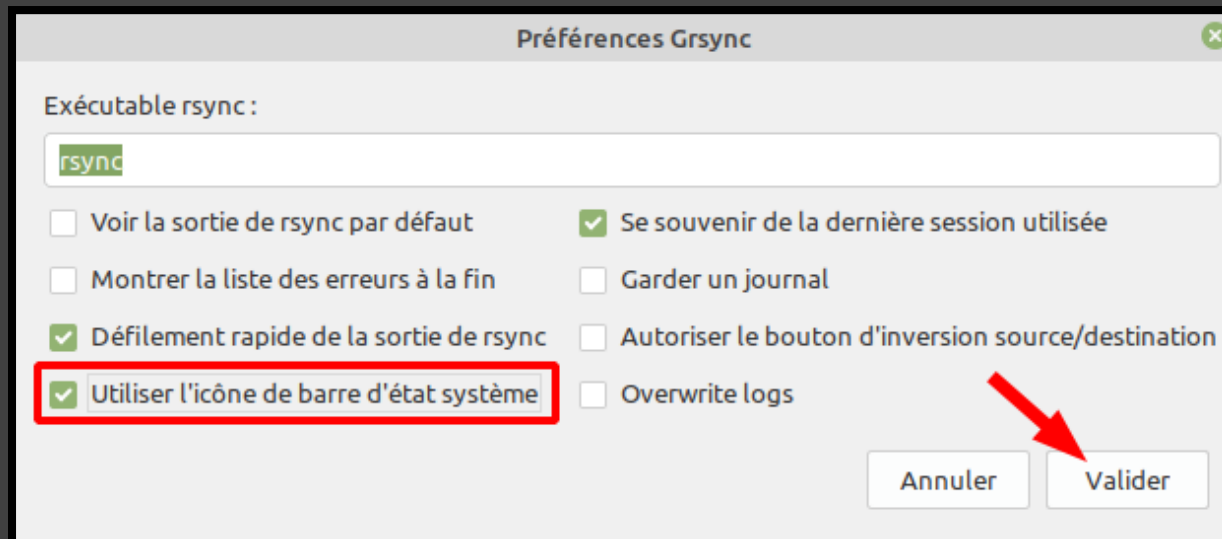 Préférences Grsync
Exécutable rsync :
rsync
Voir la sortie de rsync par défaut
Se souvenir de la dernière session utilisée
Montrer la liste des erreurs à la fin
Garder un journal
Défilement rapide de la sortie de rsync
Autoriser le bouton d'inversion source/destination
Utiliser l'icône de barre d'état système
Overwrite logs
Annuler
Valider